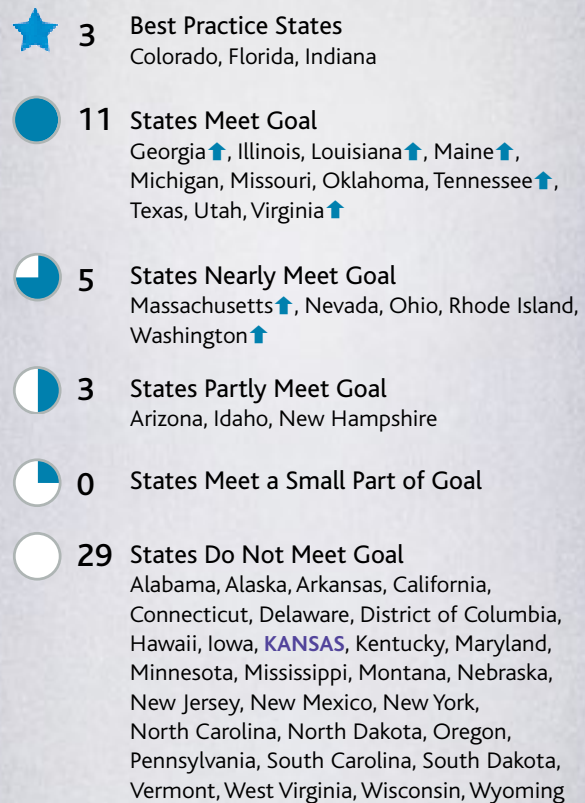 3 Best Practice States
Colorado, Florida, Indiana
11 States Meet Goal
Georgia⬆, Illinois, Louisiana⬆, Maine⬆,
Michigan, Missouri, Oklahoma, Tennessee⬆,
Texas, Utah, Virginia⬆
5 States Nearly Meet Goal
Massachusetts⬆, Nevada, Ohio, Rhode Island,
Washington⬆
3 States Partly Meet Goal
Arizona, Idaho, New Hampshire
0 States Meet a Small Part of Goal
29 States Do Not Meet Goal
Alabama, Alaska, Arkansas, California,
Connecticut, Delaware, District of Columbia,
Hawaii, Iowa, KANSAS, Kentucky, Maryland,
Minnesota, Mississippi, Montana, Nebraska,
New Jersey, New Mexico, New York,
North Carolina, North Dakota, Oregon,
Pennsylvania, South Carolina, South Dakota,
Vermont, West Virginia, Wisconsin, Wyoming